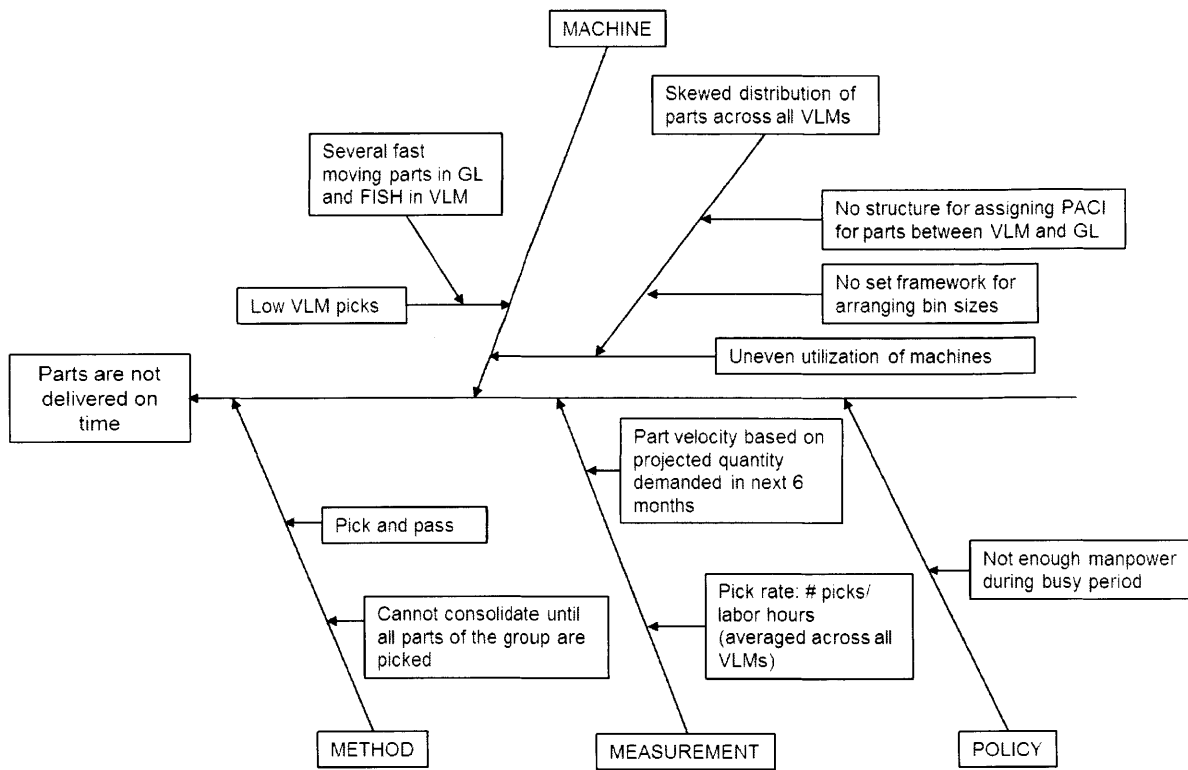 MACHINE
Skewed distribution of
parts across all VLMs
Several fast
moving parts in GL
and FISH in VLM
No structure for assigning PACI
for parts between VLM and GL
No set framework for
arranging bin sizes
Low VLM picks
Uneven utilization of machines
Parts are not
delivered on
time
Part velocity based on
projected quantity
demanded in next 6
months
Pick and pass
Not enough manpower
during busy period
Pick rate: # picks/
labor hours
(averaged across all
VLMs)
Cannot consolidate until
all parts of the group are
picked
METHOD
MEASUREMENT
POLICY